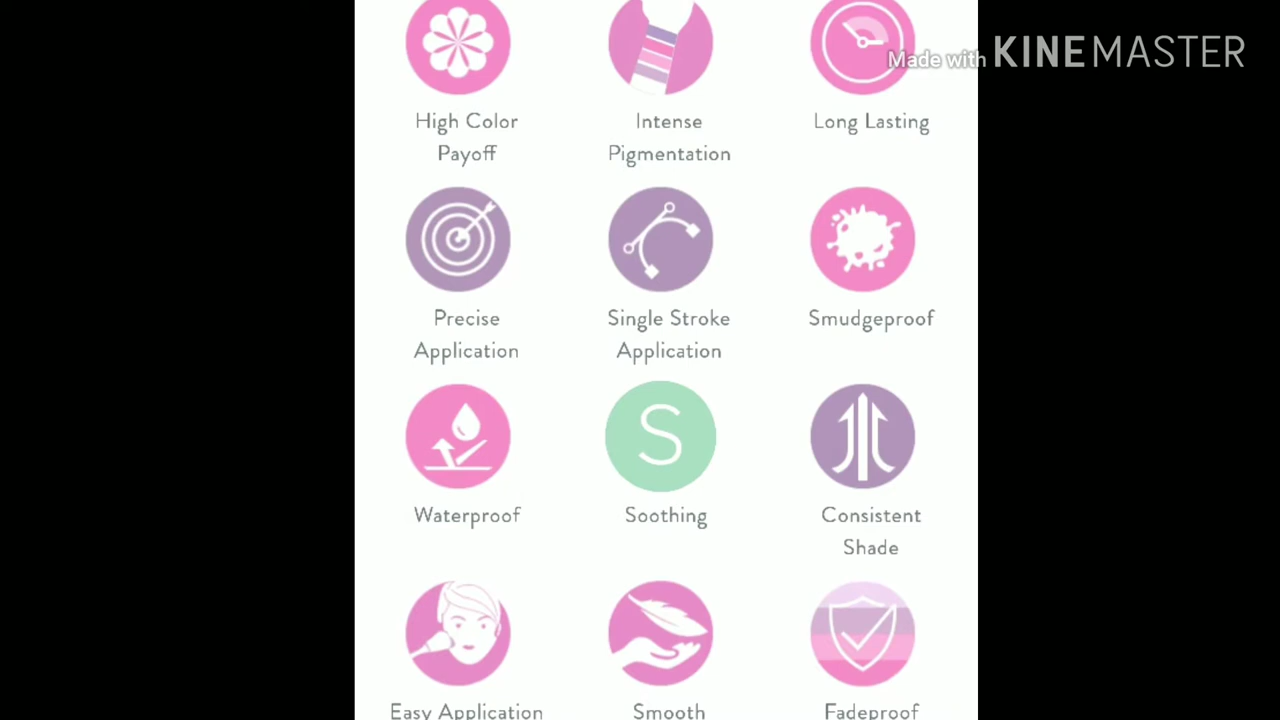 Made with KINEMASTER
High Color
Payoff
Intense
Pigmentation
Long Lasting
Precise
Application
Single Stroke
Application
Smudgeproof
Waterproof
S
Soothing
Consistent
Shade
Easy Application
Smooth
Fadeproof